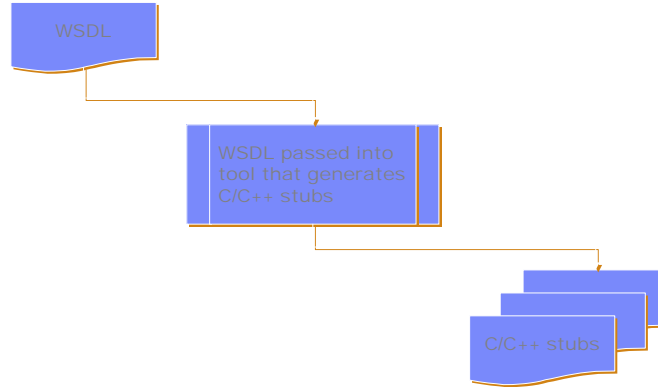 WSDL
WSDL passed into
tool that generates
C/C++ stubs
C/C++ stubs